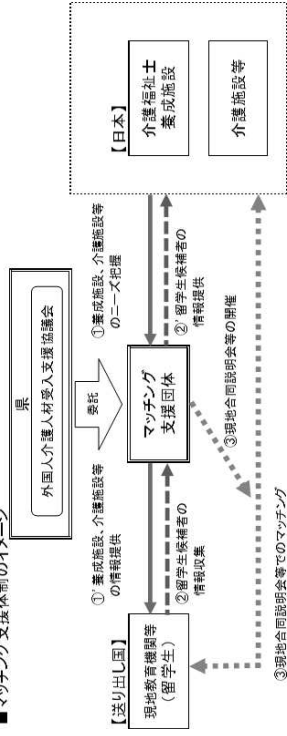 ■マッチング支援体制のイメージ
県
外国人介護人材受入支援協議会
委託
【送り出し国】
現地教育機関等
(留学生)
①’養成施設、介護施設等
の情報提供
②留学生候補者の
情報収集
マッチング
支援団体
①養成施設、介護施設等
のニーズ把握
②’留学生候補者の
情報提供
【日本】
介護福祉士
養成施設
介護施設等
③現地合同説明会等の開催
③現地合同説明会等でのマッチング